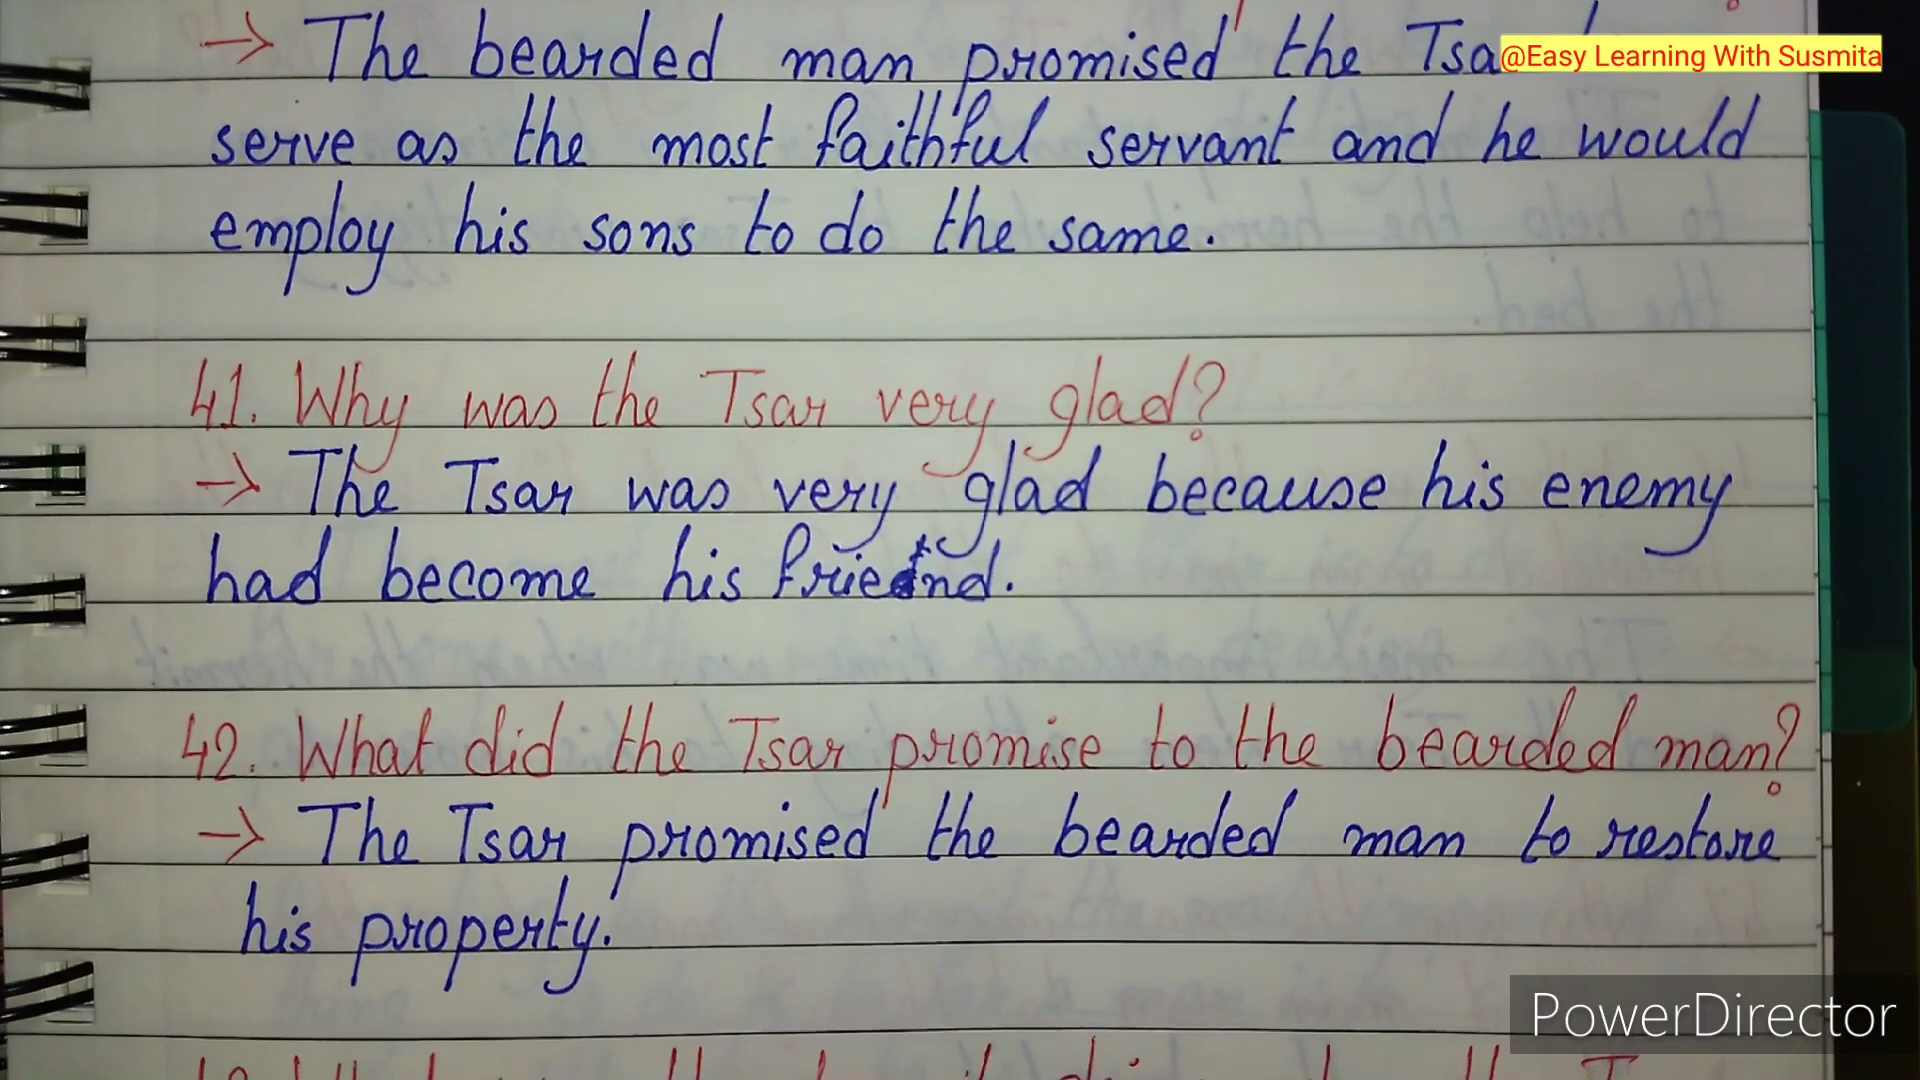 → The bearded man promised the Tsa
@Easy Learning With Susmita
serve as the most faithful servant and he would
employ his sons to do the same.
41. Why was the Tsar very glad?
→ The Tsar was very glad because his enemy
had become his friend.
42. What did the Tsar promise to the bearded man?
→ The Tsar promised the bearded man to restore
his property.
PowerDirector